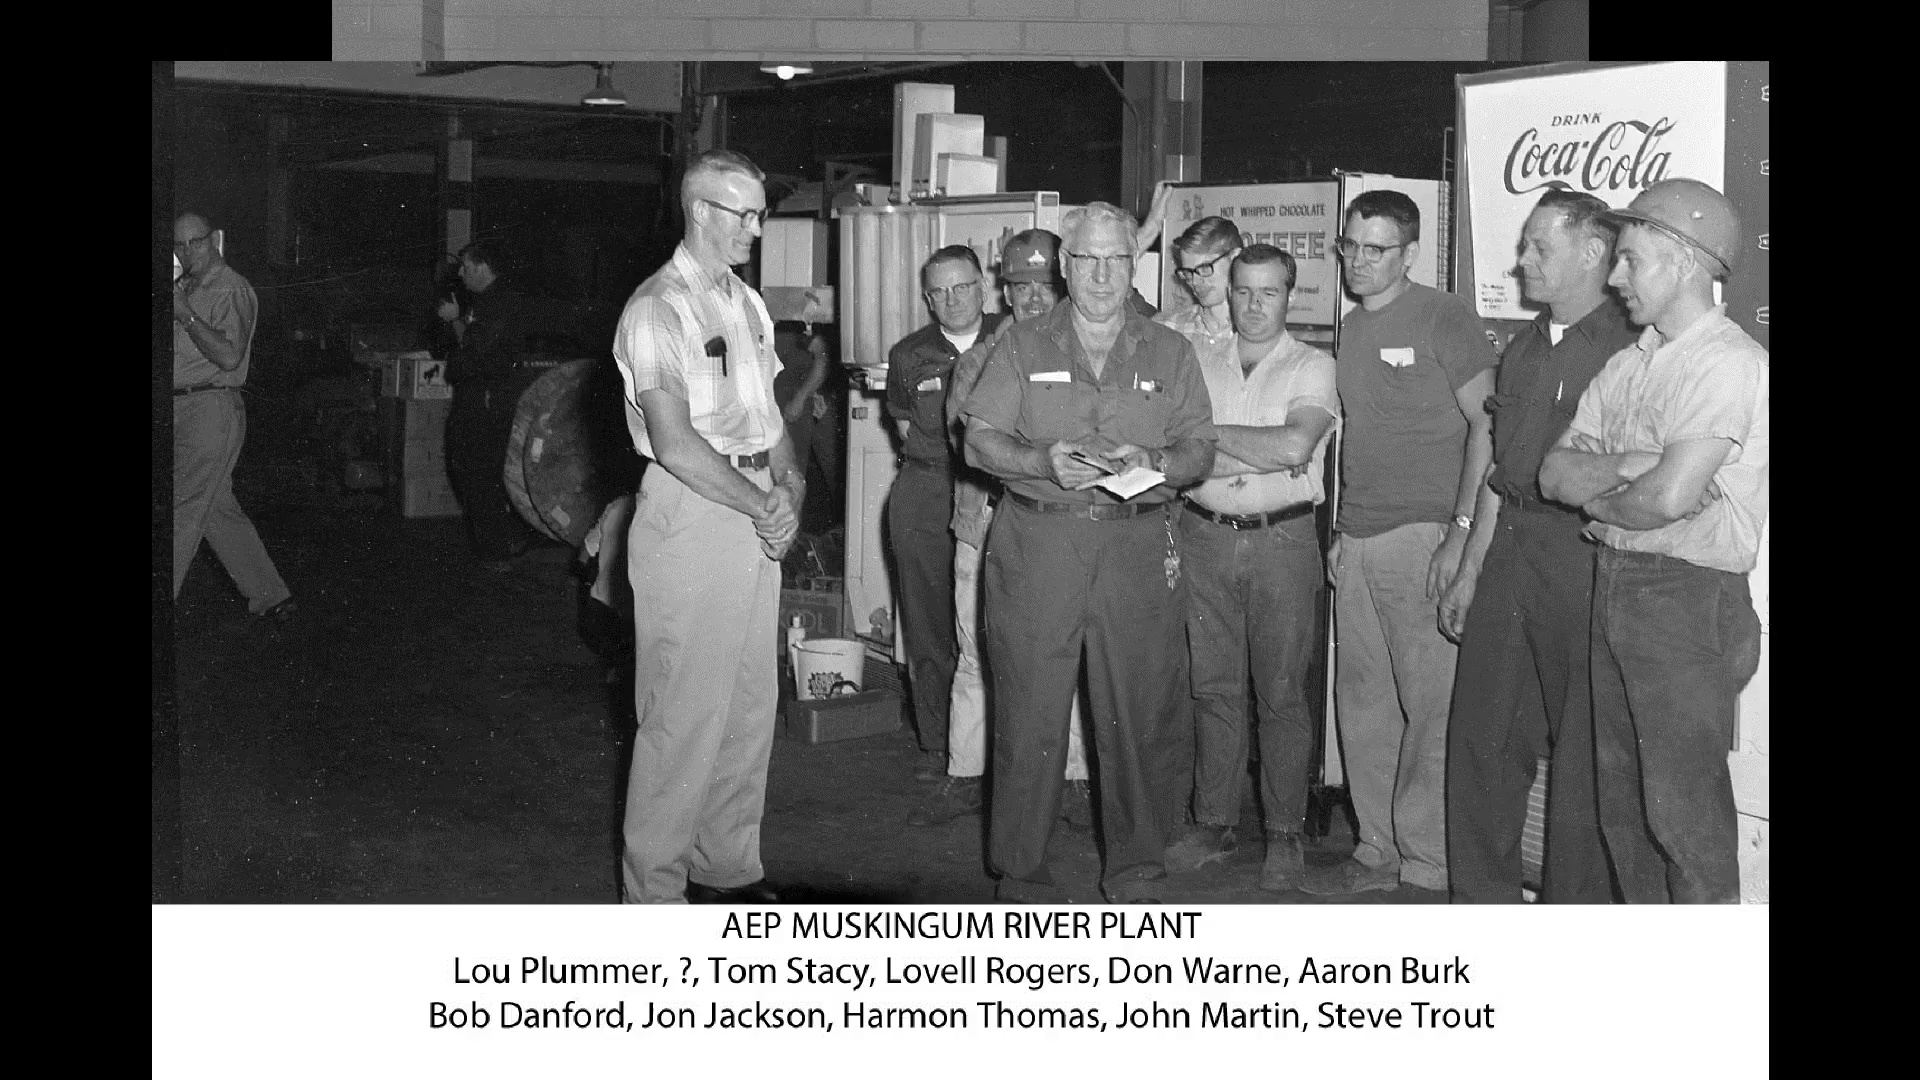 DRINK
Coca-Cola
HOT WHIPPED CHOCOLATE
AEP MUSKINGUM RIVER PLANT
Lou Plummer, ?, Tom Stacy, Lovell Rogers, Don Warne, Aaron Burk
Bob Danford, Jon Jackson, Harmon Thomas, John Martin, Steve Trout